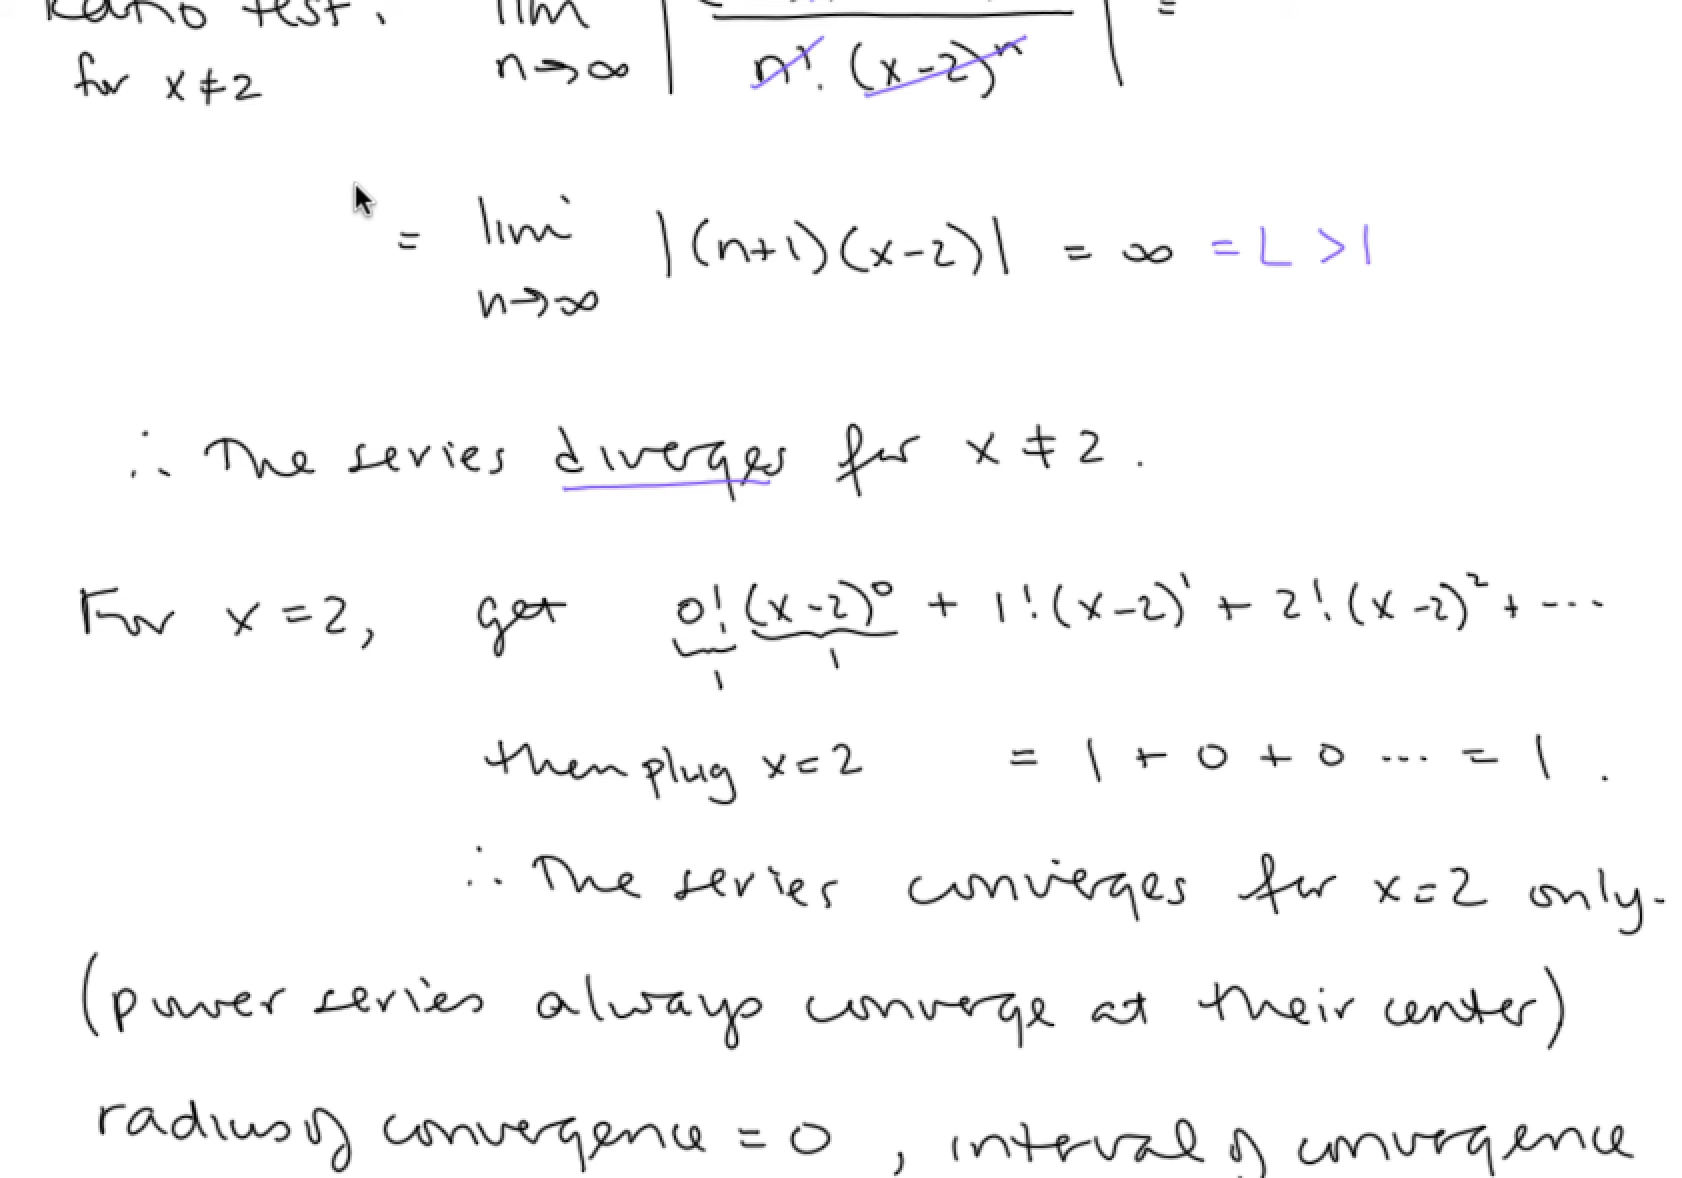 Ratio test: lim | =
for x ≠ 2 n→∞ n! (x-2)^n
= lim |(n+1)(x-2)| = ∞ = L > 1
n→∞
∴ The series diverges for x ≠ 2.
For x = 2, get 0!(x-2)^0 + 1!(x-2)^1 + 2!(x-2)^2 + ...
1 1
then plug x=2 = 1 + 0 + 0 ... = 1.
∴ The series converges for x=2 only.
(power series always converge at their center)
radius of convergence = 0, interval of convergence